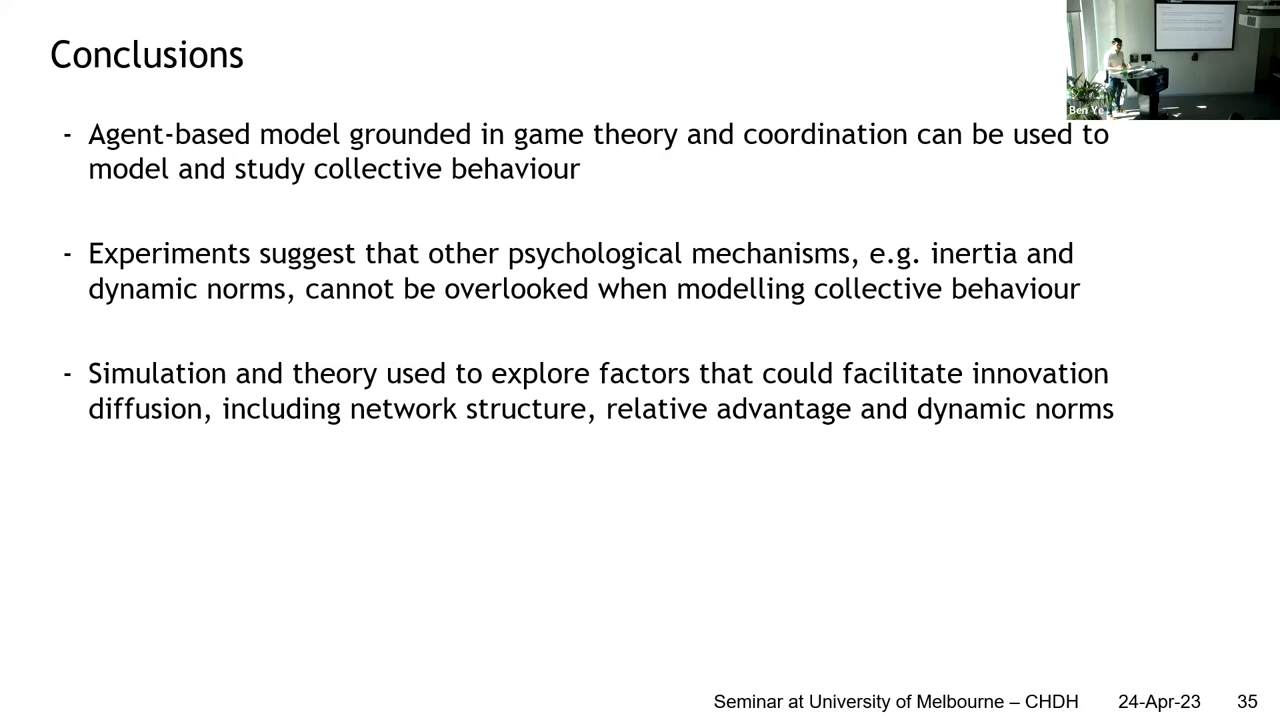 Conclusions
Ben Ye
- Agent-based model grounded in game theory and coordination can be used to
model and study collective behaviour
- Experiments suggest that other psychological mechanisms, e.g. inertia and
dynamic norms, cannot be overlooked when modelling collective behaviour
- Simulation and theory used to explore factors that could facilitate innovation
diffusion, including network structure, relative advantage and dynamic norms
Seminar at University of Melbourne – CHDH 24-Apr-23 35